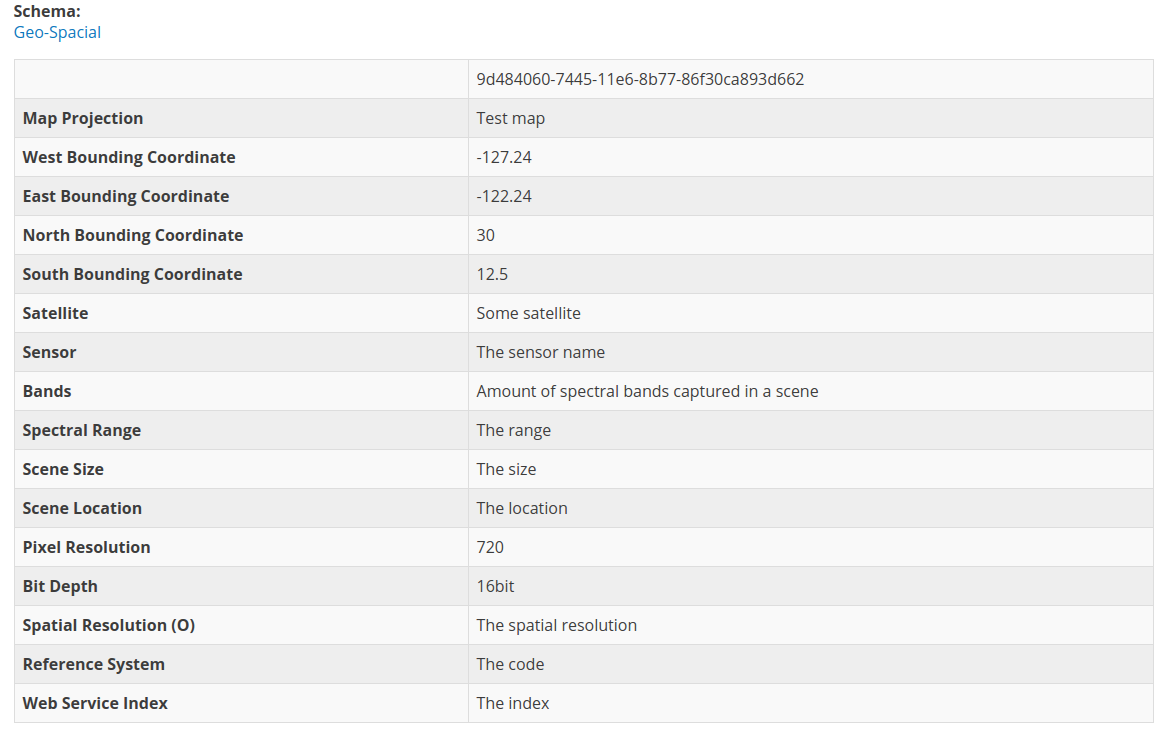 Schema:
Geo-Spacial
9d484060-7445-11e6-8b77-86f30ca893d662
Map Projection Test map
West Bounding Coordinate -127.24
East Bounding Coordinate -122.24
North Bounding Coordinate 30
South Bounding Coordinate 12.5
Satellite Some satellite
Sensor The sensor name
Bands Amount of spectral bands captured in a scene
Spectral Range The range
Scene Size The size
Scene Location The location
Pixel Resolution 720
Bit Depth 16bit
Spatial Resolution (O) The spatial resolution
Reference System The code
Web Service Index The index